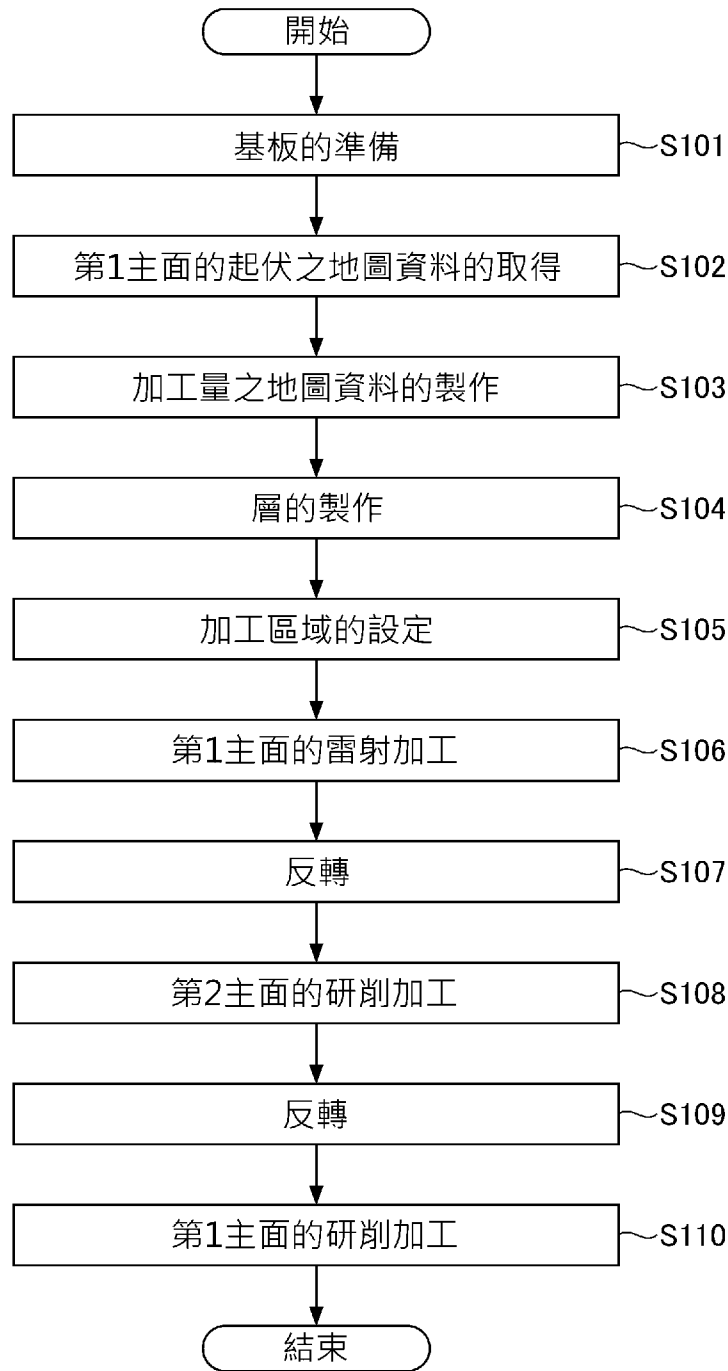 開始
基板的準備
S101
第1主面的起伏之地圖資料的取得
S102
加工量之地圖資料的製作
S103
層的製作
S104
加工區域的設定
S105
第1主面的雷射加工
S106
反轉
S107
第2主面的研削加工
S108
反轉
S109
第1主面的研削加工
S110
結束